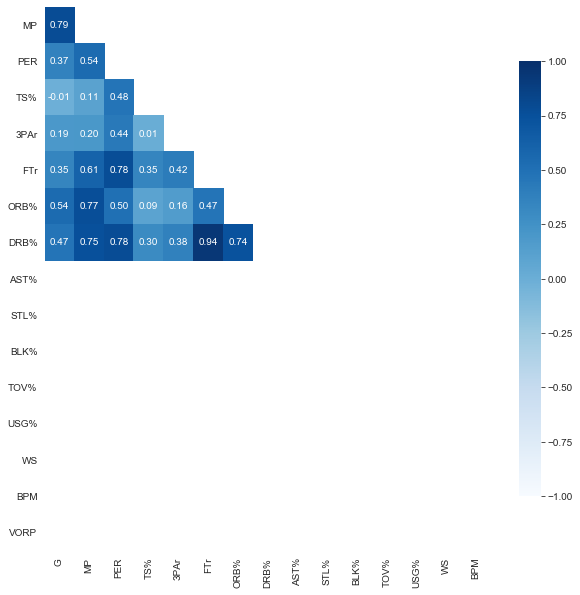 MP 0.79
PER 0.37 0.54
1.00
TS% -0.01 0.11 0.48
0.75
3PAr 0.19 0.20 0.44 0.01
0.50
FTr 0.35 0.61 0.78 0.35 0.42
ORB% 0.54 0.77 0.50 0.09 0.16 0.47
0.25
DRB% 0.47 0.75 0.78 0.30 0.38 0.94 0.74
AST%
0.00
STL%
-0.25
BLK%
TOV%
-0.50
USG%
-0.75
WS
BPM
-1.00
VORP
G MP PER TS% 3PAr FTr ORB% DRB% AST% STL% BLK% TOV% USG% WS BPM